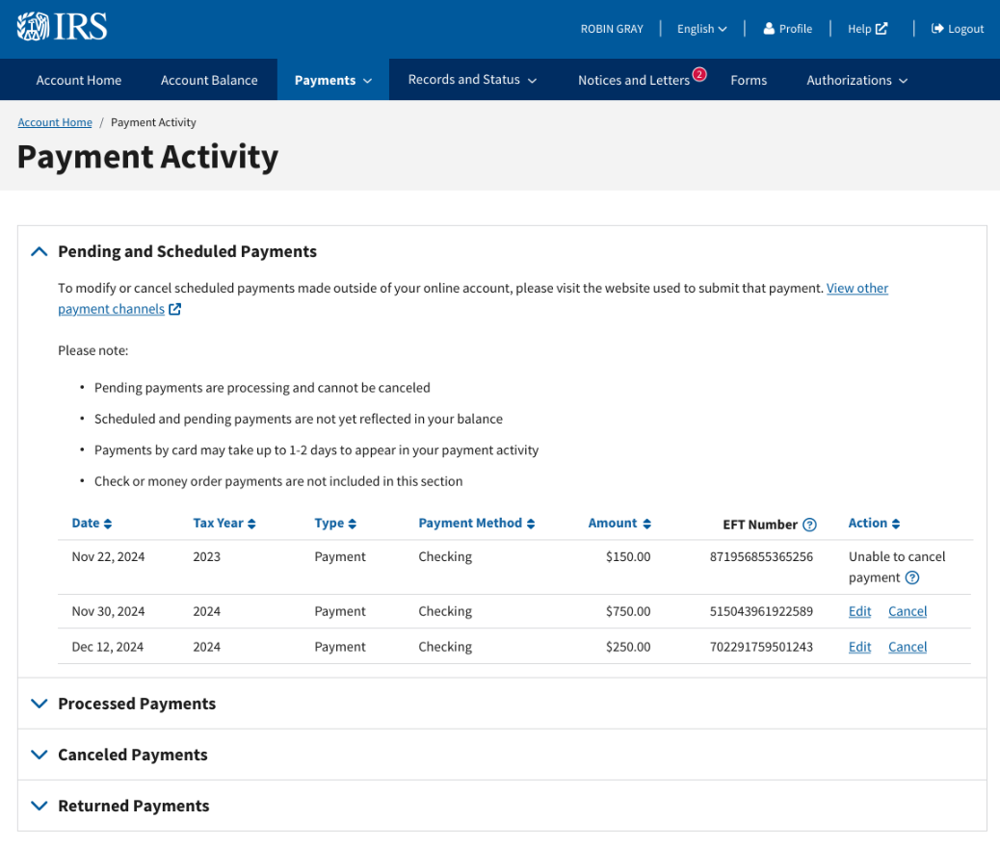 IRS
ROBIN GRAY English Profile Help Logout
Account Home Account Balance Payments Records and Status Notices and Letters 2 Forms Authorizations
Account Home / Payment Activity
Payment Activity
Pending and Scheduled Payments
To modify or cancel scheduled payments made outside of your online account, please visit the website used to submit that payment. View other
payment channels
Please note:
• Pending payments are processing and cannot be canceled
• Scheduled and pending payments are not yet reflected in your balance
• Payments by card may take up to 1-2 days to appear in your payment activity
• Check or money order payments are not included in this section
Date Tax Year Type Payment Method Amount EFT Number ? Action
Nov 22, 2024 2023 Payment Checking $150.00 871956855365256 Unable to cancel
payment ?
Nov 30, 2024 2024 Payment Checking $750.00 515043961922589 Edit Cancel
Dec 12, 2024 2024 Payment Checking $250.00 702291759501243 Edit Cancel
Processed Payments
Canceled Payments
Returned Payments